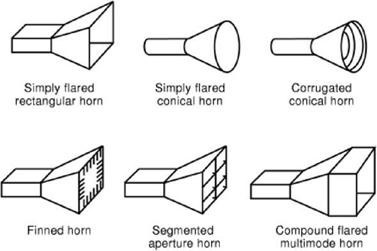 Simply flared
rectangular horn
Simply flared
conical horn
Corrugated
conical horn
Finned horn
Segmented
aperture horn
Compound flared
multimode horn